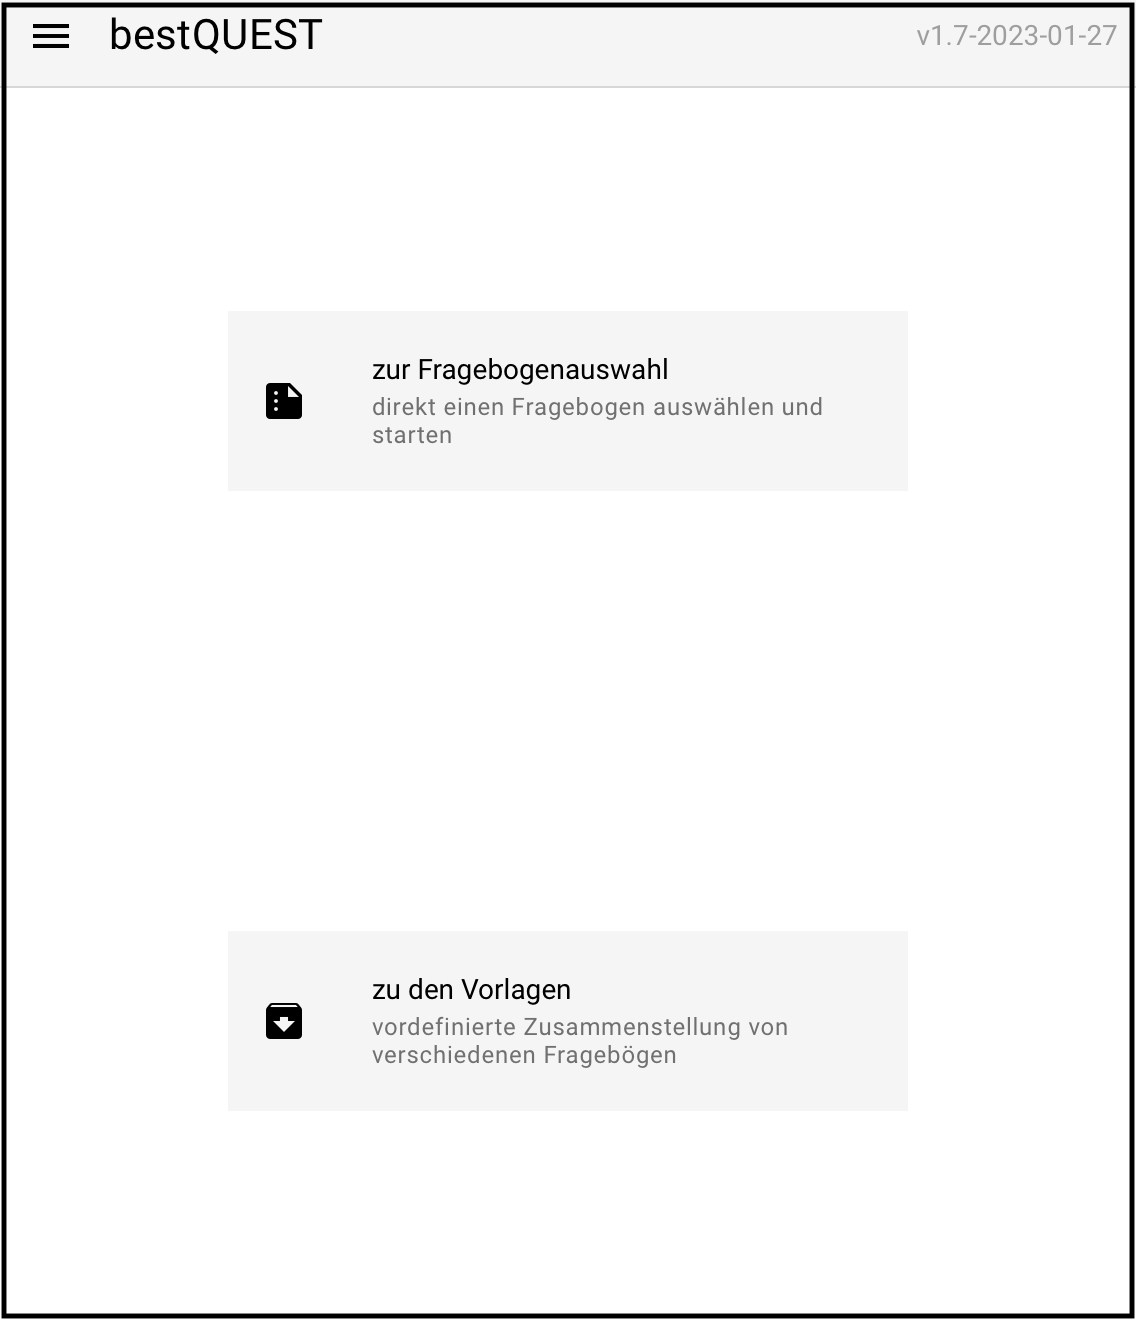 bestQUEST
v1.7-2023-01-27
zur Fragebogenauswahl
direkt einen Fragebogen auswählen und
starten
zu den Vorlagen
vordefinierte Zusammenstellung von
verschiedenen Fragebögen